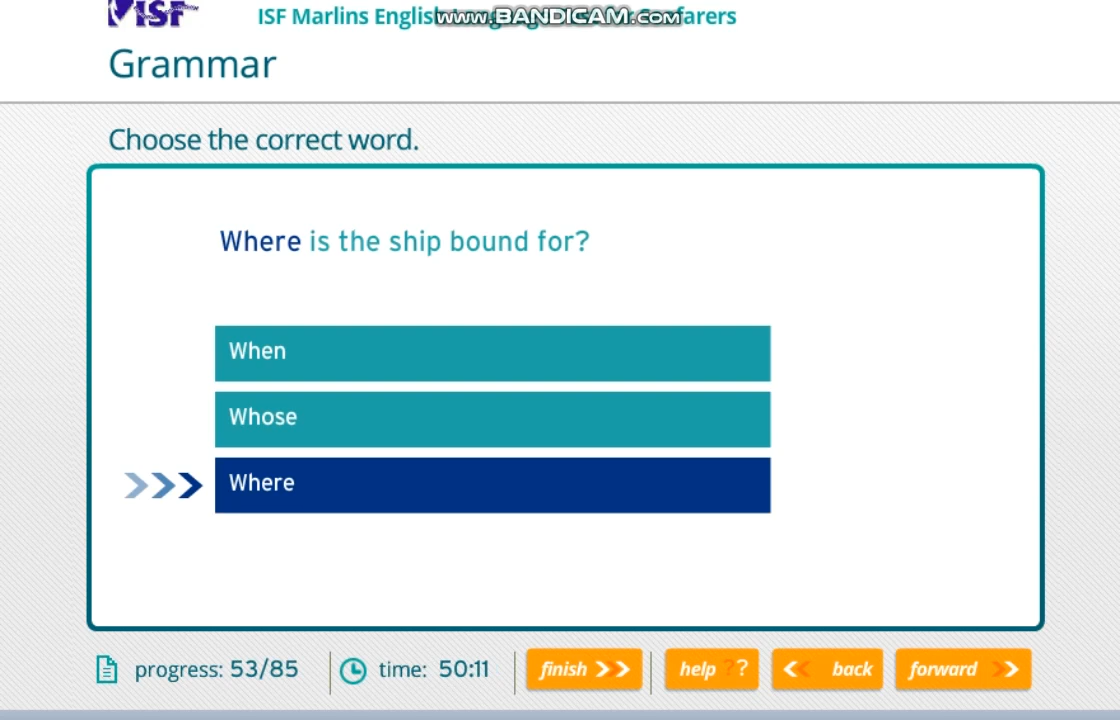 ISF
ISF Marlins English
www.BANDICAM.com
Grammar
Choose the correct word.
Where is the ship bound for?
When
Whose
Where
progress: 53/85
time: 50:11
finish
help ??
back
forward